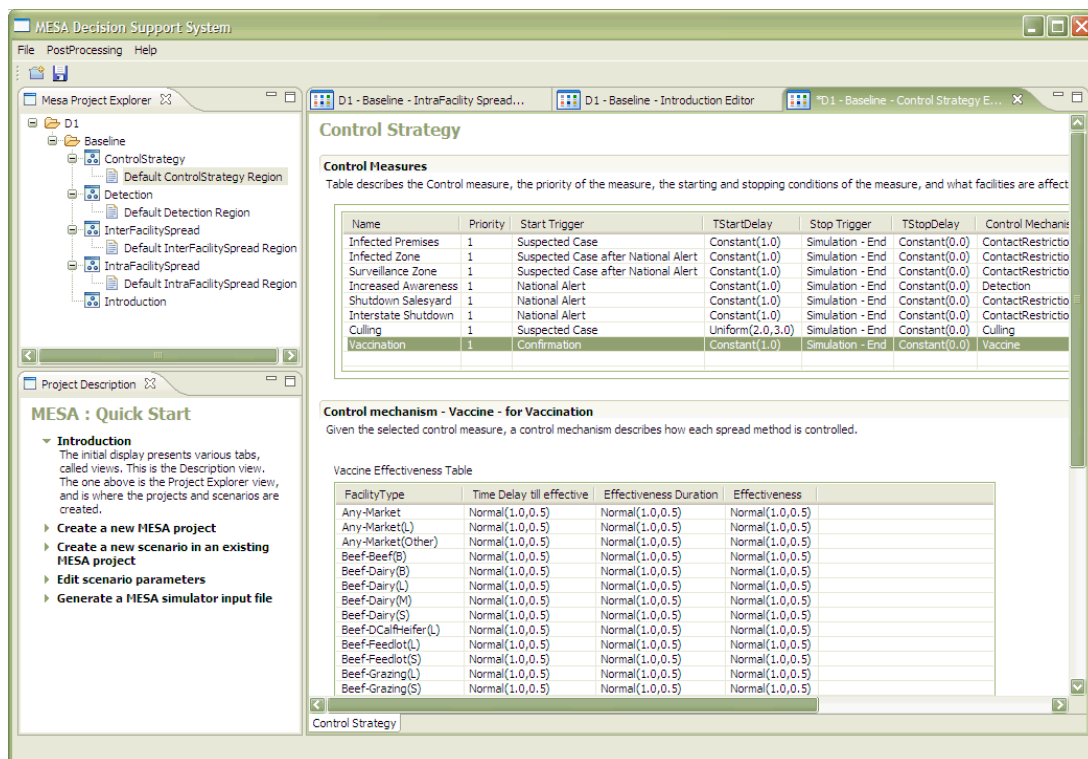 MESA Decision Support System
File PostProcessing Help
Mesa Project Explorer
D1
Baseline
ControlStrategy
Default ControlStrategy Region
Detection
Default Detection Region
InterFacilitySpread
Default InterFacilitySpread Region
IntraFacilitySpread
Default IntraFacilitySpread Region
Introduction
Project Description
MESA : Quick Start
Introduction
The initial display presents various tabs,
called views. This is the Description view.
The one above is the Project Explorer view,
and is where the projects and scenarios are
created.
Create a new MESA project
Create a new scenario in an existing
MESA project
Edit scenario parameters
Generate a MESA simulator input file
D1 - Baseline - IntraFacility Spread... D1 - Baseline - Introduction Editor *D1 - Baseline - Control Strategy E...
Control Strategy
Control Measures
Table describes the Control measure, the priority of the measure, the starting and stopping conditions of the measure, and what facilities are affect
Name Priority Start Trigger TStartDelay Stop Trigger TStopDelay Control Mechanis
Infected Premises 1 Suspected Case Constant(1.0) Simulation - End Constant(0.0) ContactRestrictio
Infected Zone 1 Suspected Case after National Alert Constant(1.0) Simulation - End Constant(0.0) ContactRestrictio
Surveillance Zone 1 Suspected Case after National Alert Constant(1.0) Simulation - End Constant(0.0) ContactRestrictio
Increased Awareness 1 National Alert Constant(1.0) Simulation - End Constant(0.0) Detection
Shutdown Salesyard 1 National Alert Constant(1.0) Simulation - End Constant(0.0) ContactRestrictio
Interstate Shutdown 1 National Alert Constant(1.0) Simulation - End Constant(0.0) ContactRestrictio
Culling 1 Suspected Case Uniform(2.0,3.0) Simulation - End Constant(0.0) Culling
Vaccination 1 Confirmation Constant(1.0) Simulation - End Constant(0.0) Vaccine
Control mechanism - Vaccine - for Vaccination
Given the selected control measure, a control mechanism describes how each spread method is controlled.
Vaccine Effectiveness Table
FacilityType Time Delay till effective Effectiveness Duration Effectiveness
Any-Market Normal(1.0,0.5) Normal(1.0,0.5) Normal(1.0,0.5)
Any-Market(L) Normal(1.0,0.5) Normal(1.0,0.5) Normal(1.0,0.5)
Any-Market(Other) Normal(1.0,0.5) Normal(1.0,0.5) Normal(1.0,0.5)
Beef-Beef(B) Normal(1.0,0.5) Normal(1.0,0.5) Normal(1.0,0.5)
Beef-Dairy(B) Normal(1.0,0.5) Normal(1.0,0.5) Normal(1.0,0.5)
Beef-Dairy(L) Normal(1.0,0.5) Normal(1.0,0.5) Normal(1.0,0.5)
Beef-Dairy(M) Normal(1.0,0.5) Normal(1.0,0.5) Normal(1.0,0.5)
Beef-Dairy(S) Normal(1.0,0.5) Normal(1.0,0.5) Normal(1.0,0.5)
Beef-DCalfHeifer(L) Normal(1.0,0.5) Normal(1.0,0.5) Normal(1.0,0.5)
Beef-Feedlot(L) Normal(1.0,0.5) Normal(1.0,0.5) Normal(1.0,0.5)
Beef-Feedlot(S) Normal(1.0,0.5) Normal(1.0,0.5) Normal(1.0,0.5)
Beef-Grazing(L) Normal(1.0,0.5) Normal(1.0,0.5) Normal(1.0,0.5)
Beef-Grazing(S) Normal(1.0,0.5) Normal(1.0,0.5) Normal(1.0,0.5)
Control Strategy